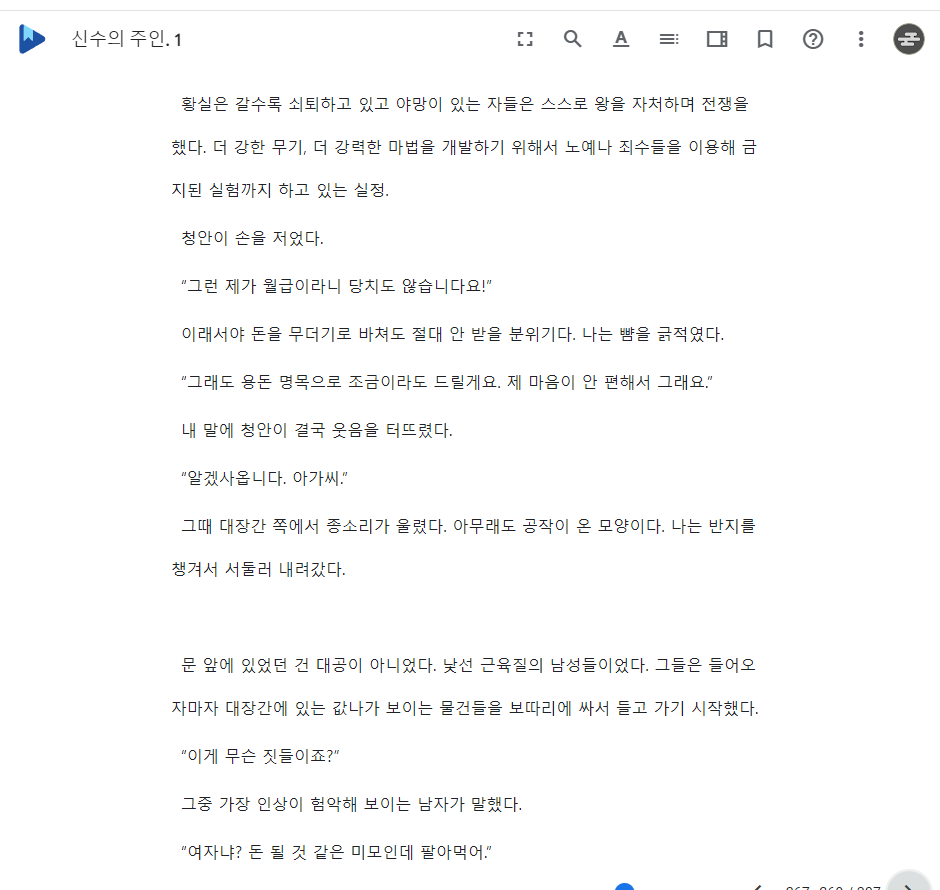 신수의 주인. 1
황실은 갈수록 쇠퇴하고 있고 야망이 있는 자들은 스스로 왕을 자처하며 전쟁을
했다. 더 강한 무기, 더 강력한 마법을 개발하기 위해서 노예나 죄수들을 이용해 금
지된 실험까지 하고 있는 실정.
청안이 손을 저었다.
“그런 제가 월급이라니 당치도 않습니다요!”
이래서야 돈을 무더기로 바쳐도 절대 안 받을 분위기다. 나는 뺨을 긁적였다.
“그래도 용돈 명목으로 조금이라도 드릴게요. 제 마음이 안 편해서 그래요.”
내 말에 청안이 결국 웃음을 터뜨렸다.
“알겠사옵니다. 아가씨.”
그때 대장간 쪽에서 종소리가 울렸다. 아무래도 공작이 온 모양이다. 나는 반지를
챙겨서 서둘러 내려갔다.
문 앞에 있었던 건 대공이 아니었다. 낯선 근육질의 남성들이었다. 그들은 들어오
자마자 대장간에 있는 값나가 보이는 물건들을 보따리에 싸서 들고 가기 시작했다.
“이게 무슨 짓들이죠?”
그중 가장 인상이 험악해 보이는 남자가 말했다.
“여자냐? 돈 될 것 같은 미모인데 팔아먹어.”